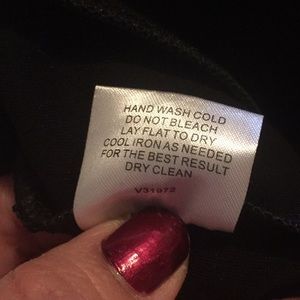 HAND WASH COLD
DO NOT BLEACH
LAY FLAT TO DRY
COOL IRON AS NEEDED
FOR THE BEST RESULT
DRY CLEAN
V31972